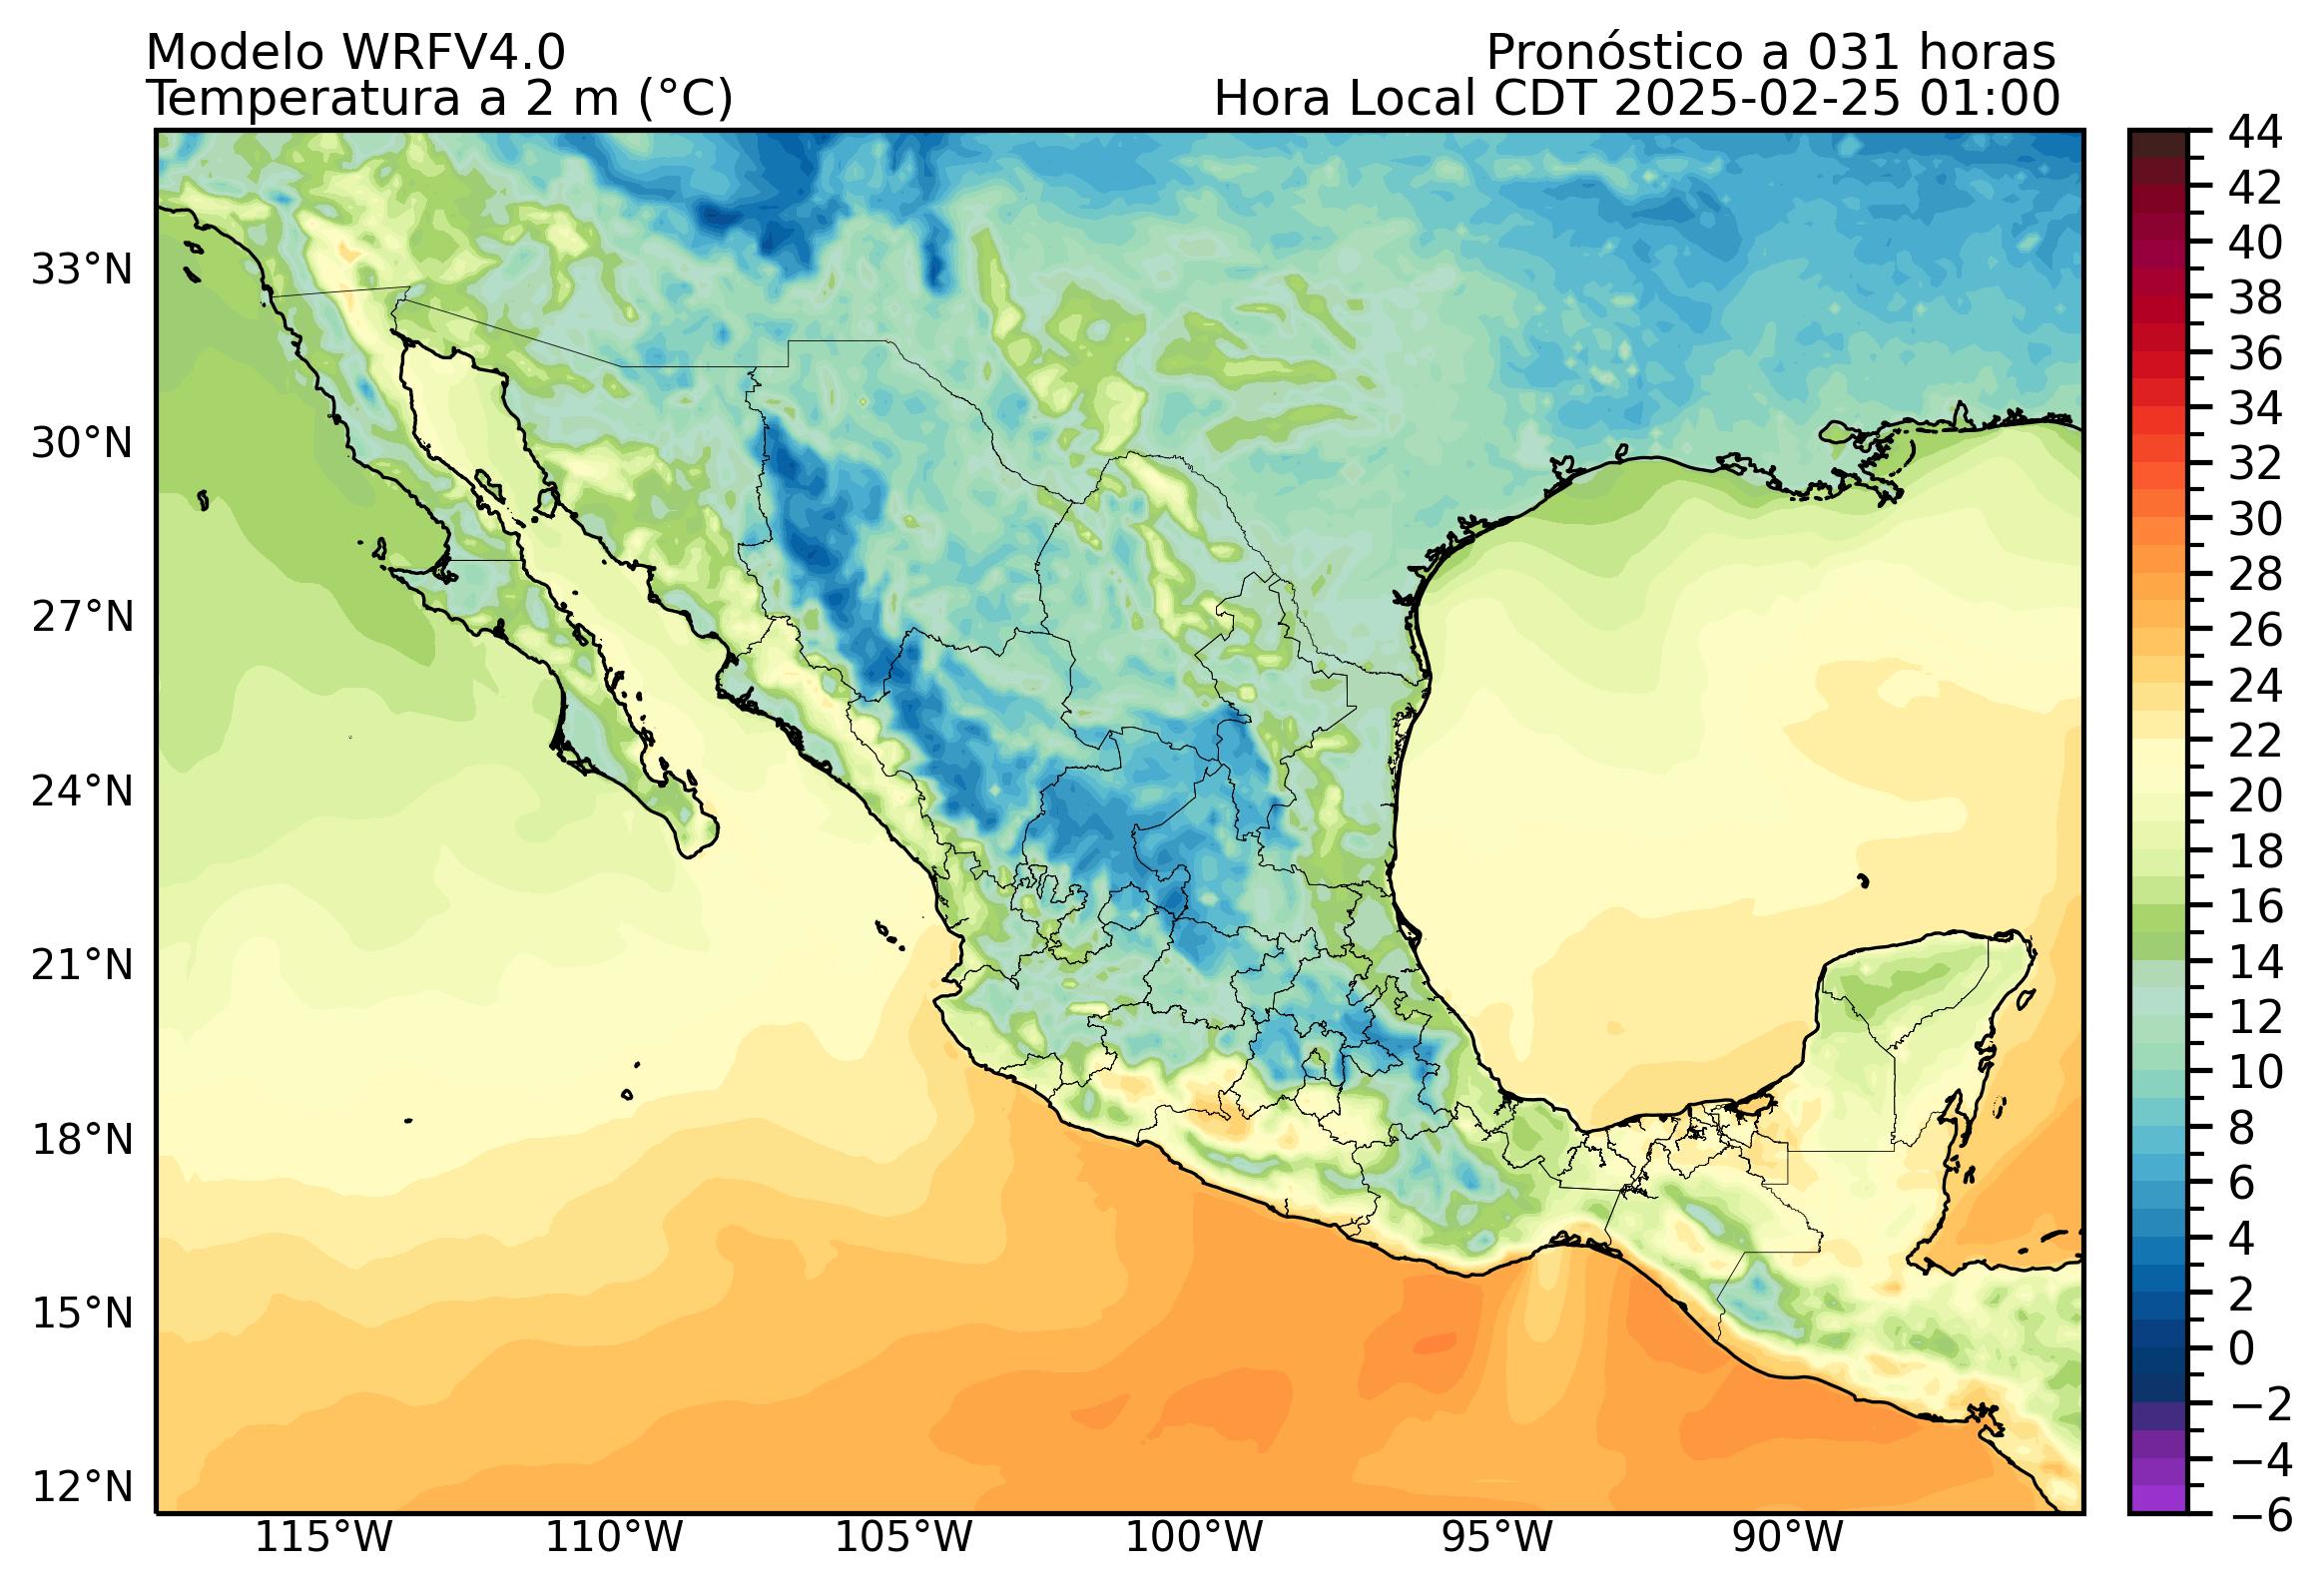 Modelo WRFV4.0
Pronóstico a 031 horas
Temperatura a 2 m (°C)
Hora Local CDT 2025-02-25 01:00
33°N
30°N
27°N
24°N
21°N
18°N
15°N
12°N
115°W
110°W
105°W
100°W
95°W
90°W
44
42
40
38
36
34
32
30
28
26
24
22
20
18
16
14
12
10
8
6
4
2
0
−2
−4
−6